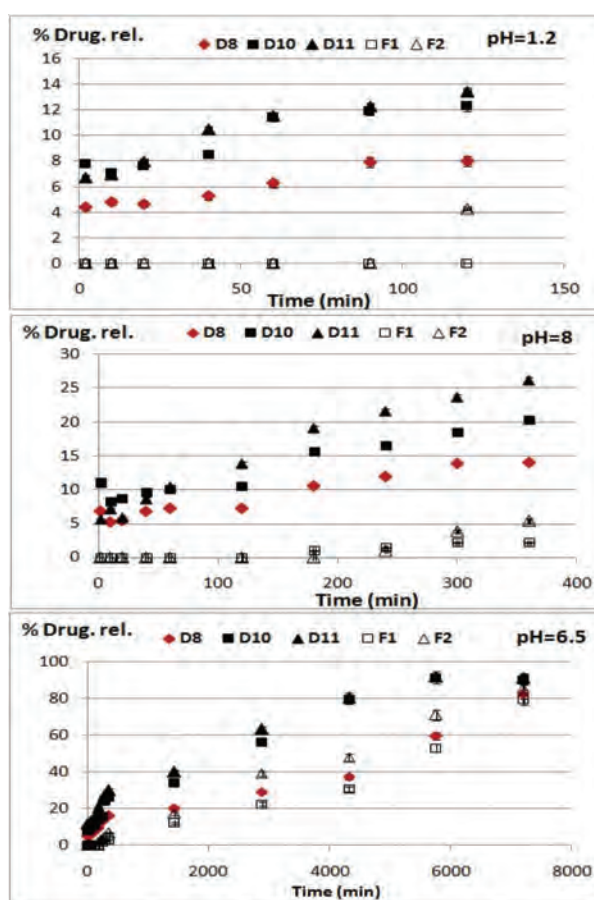 % Drug. rel.
D8 D10 D11 F1 F2
pH=1.2
16
14
12
10
8
6
4
2
0
0 50 100 150
Time (min)
% Drug. rel.
D8 D10 D11 F1 F2
pH=8
30
25
20
15
10
5
0
0 100 200 300 400
Time (min)
% Drug. rel.
D8 D10 D11 F1 F2
pH=6.5
100
80
60
40
20
0
0 2000 4000 6000 8000
Time (min)